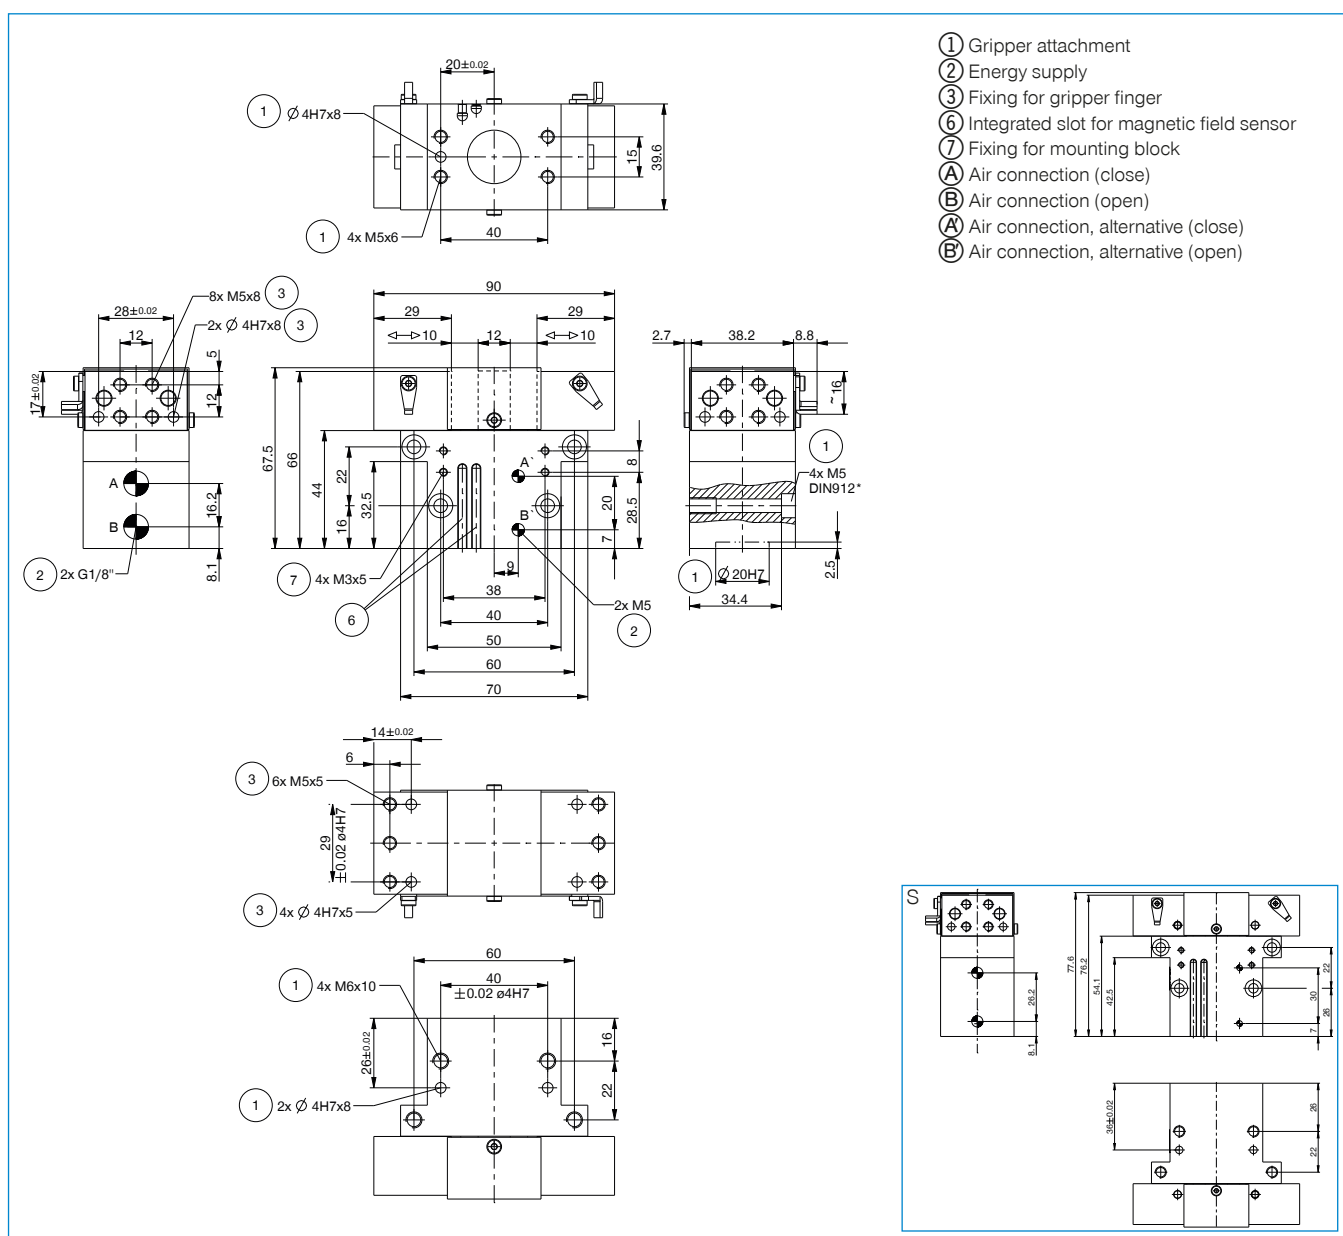 1 Gripper attachment
2 Energy supply
3 Fixing for gripper finger
6 Integrated slot for magnetic field sensor
7 Fixing for mounting block
A Air connection (close)
B Air connection (open)
A' Air connection, alternative (close)
B' Air connection, alternative (open)
20±0.02
1 Ø 4H7x8
15
39.6
1 4x M5x6
40
8x M5x8 3
28±0.02
2x Ø 4H7x8 3
12
5
17±0.02
12
A
16.2
B
2 2x G1/8"
8.1
90
29
29
10
12
10
67.5
66
44
32.5
22
16
A`
B`
8
20
28.5
7
9
7 4x M3x5
6
38
40
50
60
70
2x M5
2
2.7
38.2
8.8
~16
1
4x M5
DIN912*
1 Ø 20H7
2.5
34.4
14±0.02
6
3 6x M5x5
29
±0.02 ø4H7
3 4x Ø 4H7x5
60
1 4x M6x10
40
±0.02 ø4H7
26±0.02
16
22
1 2x Ø 4H7x8
S
26.2
8.1
77.6
76.2
54.1
42.5
22
30
26
7
36±0.02
26
22